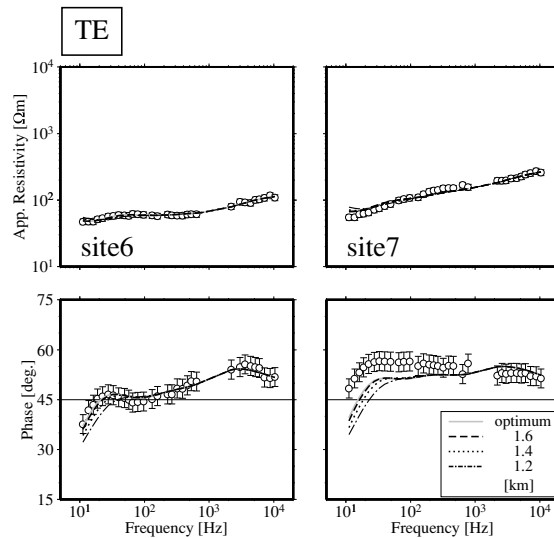 TE
App. Resistivity [Ωm]
10⁴
10³
10²
10¹
site6
site7
Phase [deg.]
75
60
45
30
15
10¹ 10² 10³ 10⁴
Frequency [Hz]
10¹ 10² 10³ 10⁴
Frequency [Hz]
optimum
1.6
1.4
1.2
[km]